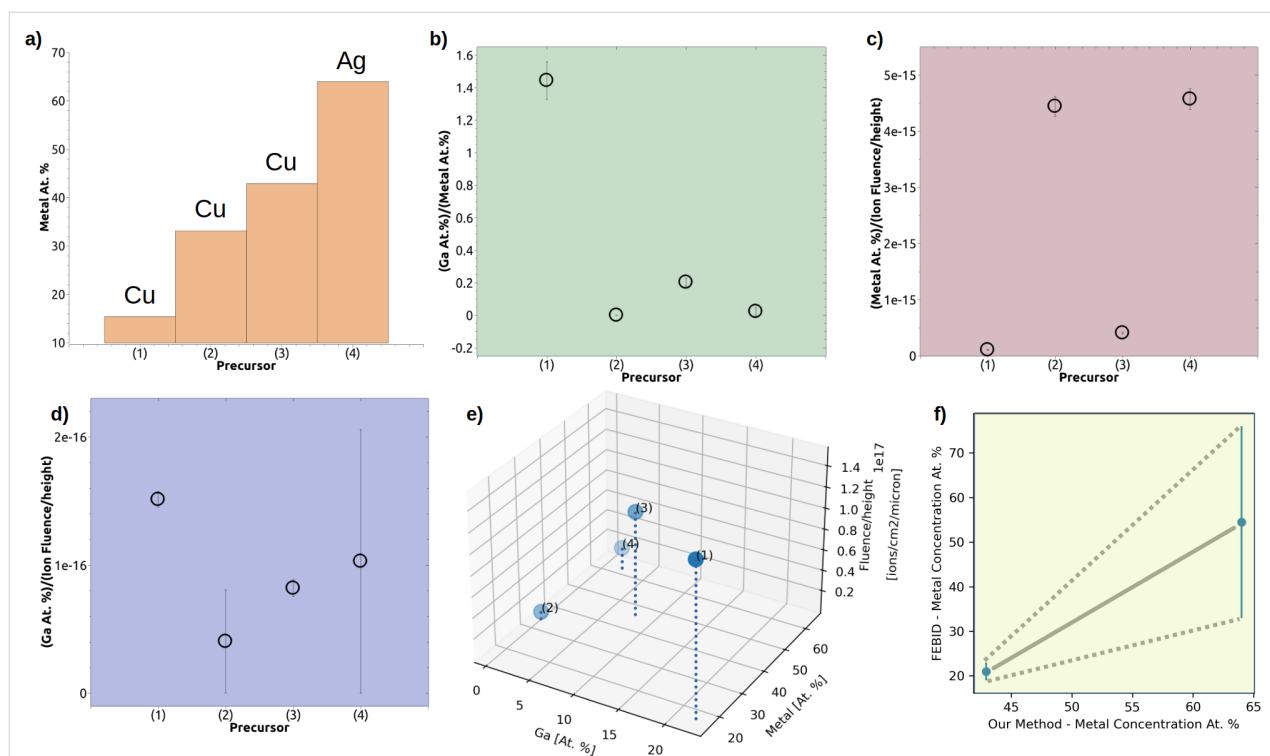 a)
Metal At. %
70
60
50
40
30
20
10
Cu
Cu
Cu
Ag
(1)
(2)
(3)
(4)
Precursor
b)
(Ga At.%)/(Metal At.%)
1.6
1.4
1.2
1
0.8
0.6
0.4
0.2
0
-0.2
(1)
(2)
(3)
(4)
Precursor
c)
(Metal At. %)/(Ion Fluence/height)
5e-15
4e-15
3e-15
2e-15
1e-15
0
(1)
(2)
(3)
(4)
Precursor
d)
(Ga At. %)/(Ion Fluence/height)
2e-16
1e-16
0
(1)
(2)
(3)
(4)
Precursor
e)
(3)
(4)
(1)
(2)
0
5
10
15
20
Ga [At. %]
20
30
40
50
60
Metal [At. %]
1.4
1.2
1.0
0.8
0.6
0.4
0.2
1e17
Fluence/height
[ions/cm2/micron]
f)
FEBID - Metal Concentration At. %
70
60
50
40
30
20
45
50
55
60
65
Our Method - Metal Concentration At. %